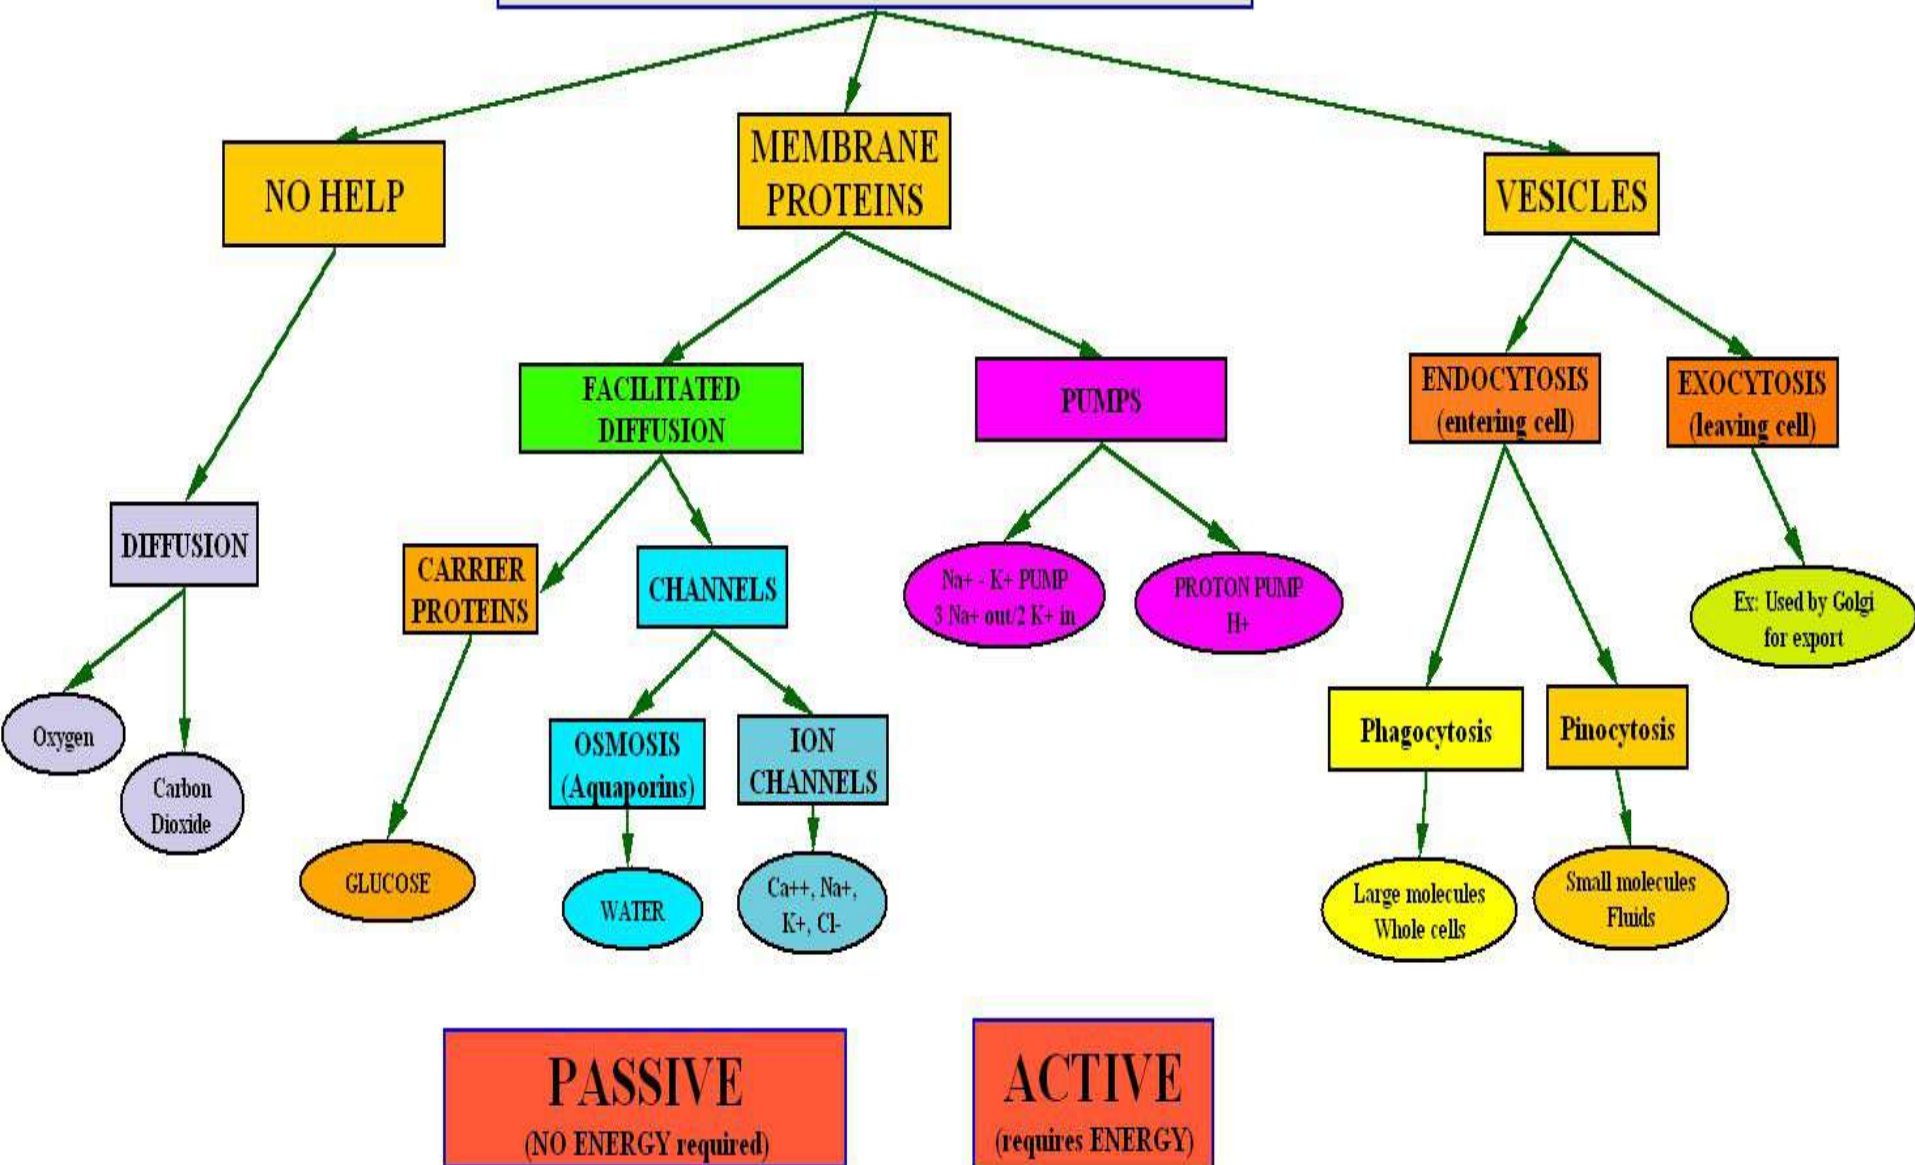 NO HELP
MEMBRANE
PROTEINS
VESICLES
FACILITATED
DIFFUSION
PUMPS
ENDOCYTOSIS
(entering cell)
EXOCYTOSIS
(leaving cell)
DIFFUSION
CARRIER
PROTEINS
CHANNELS
Na+ - K+ PUMP
3 Na+ out/2 K+ in
PROTON PUMP
H+
Ex: Used by Golgi
for export
Oxygen
Carbon
Dioxide
OSMOSIS
(Aquaporins)
ION
CHANNELS
Phagocytosis
Pinocytosis
GLUCOSE
WATER
Ca++, Na+,
K+, Cl-
Large molecules
Whole cells
Small molecules
Fluids
PASSIVE
(NO ENERGY required)
ACTIVE
(requires ENERGY)